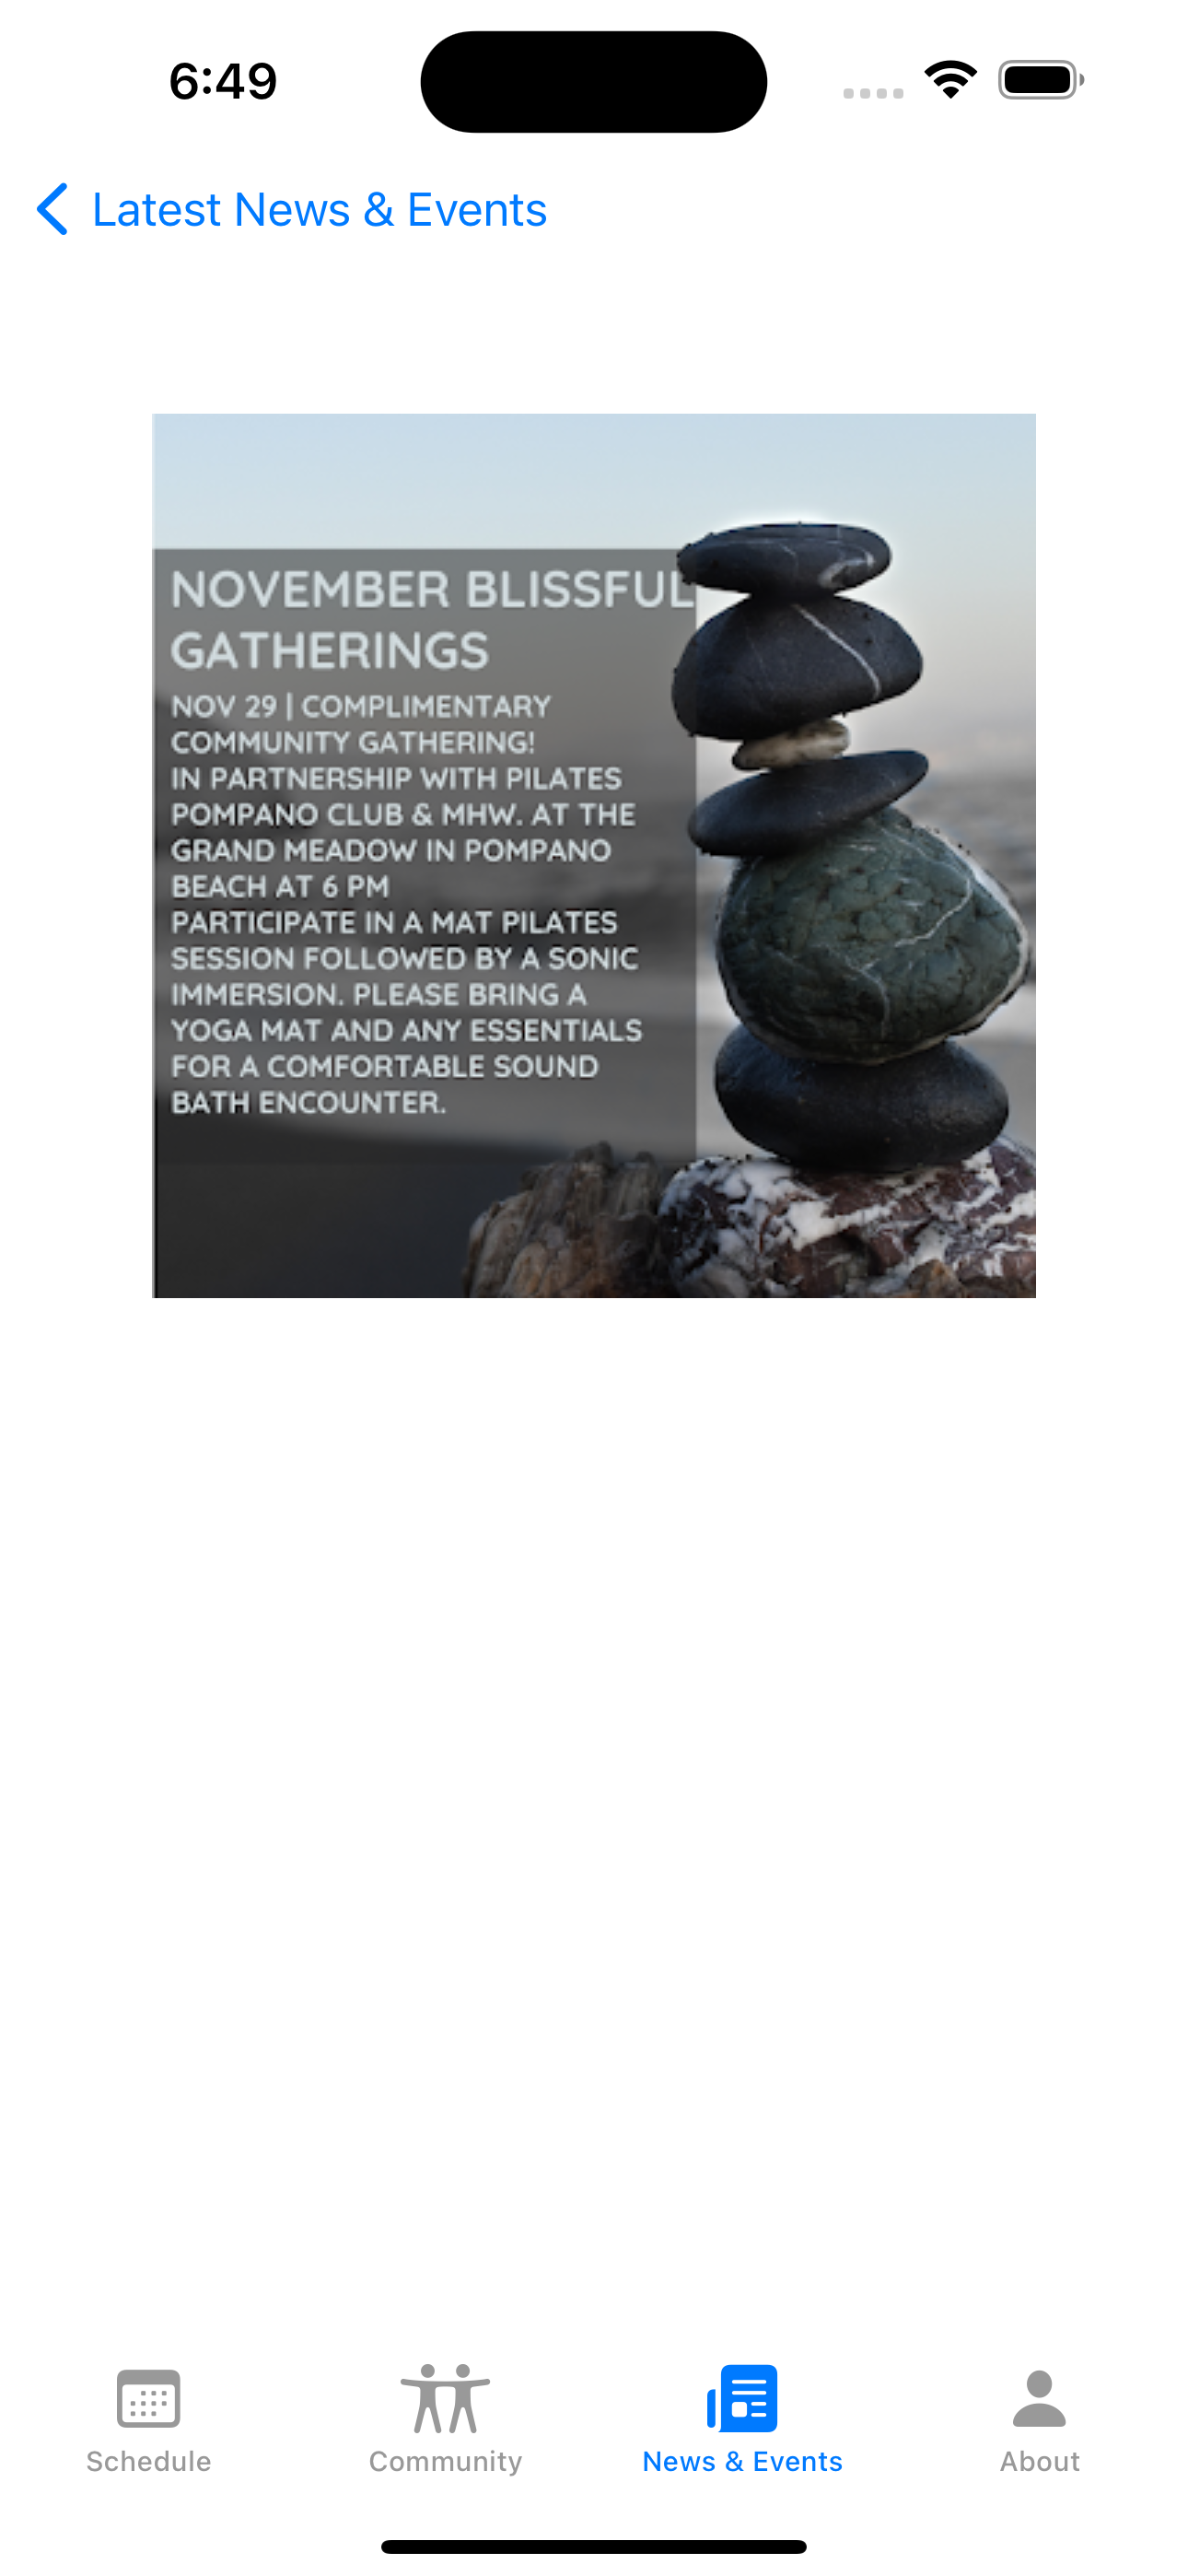 6:49
Latest News & Events
NOVEMBER BLISSFUL
GATHERINGS
NOV 29 | COMPLIMENTARY
COMMUNITY GATHERING!
IN PARTNERSHIP WITH PILATES
POMPANO CLUB & MHW. AT THE
GRAND MEADOW IN POMPANO
BEACH AT 6 PM
PARTICIPATE IN A MAT PILATES
SESSION FOLLOWED BY A SONIC
IMMERSION. PLEASE BRING A
YOGA MAT AND ANY ESSENTIALS
FOR A COMFORTABLE SOUND
BATH ENCOUNTER.
Schedule
Community
News & Events
About